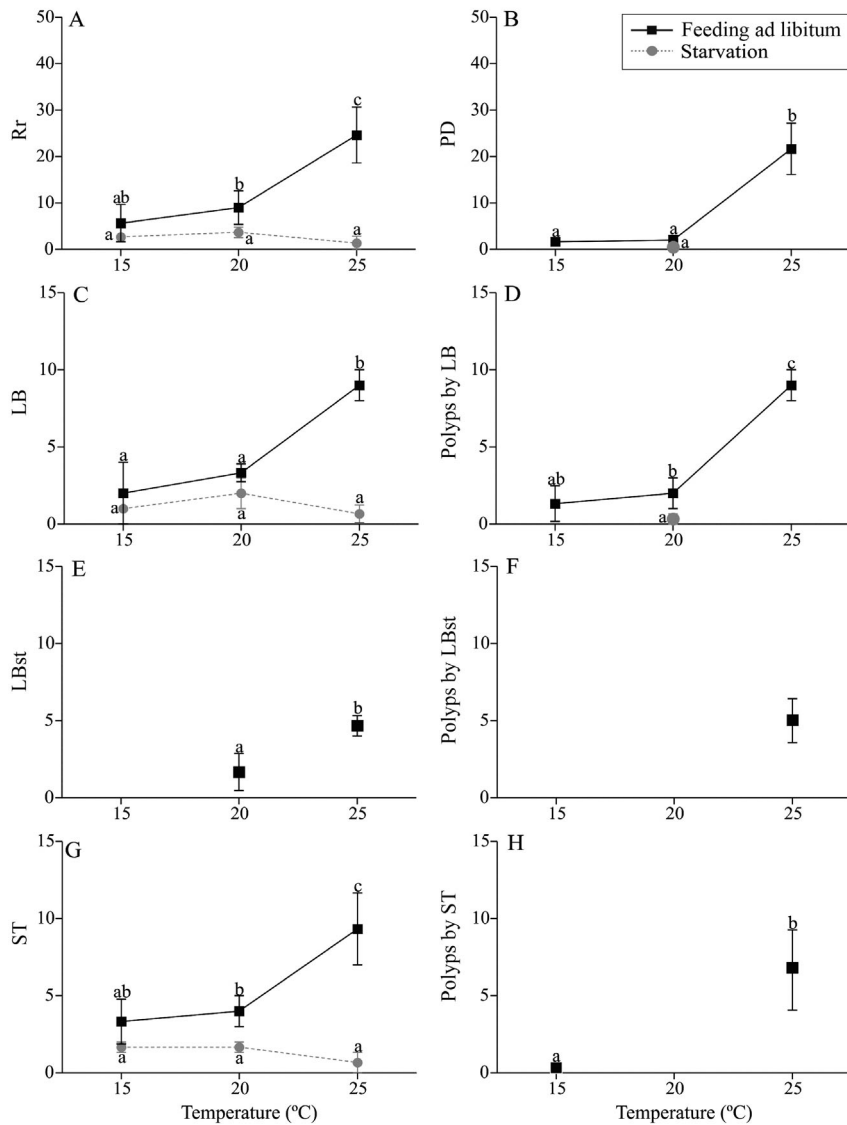 A
50
40
30
20
10
0
Rr
ab
b
c
a
a
a
15
20
25
B
Feeding ad libitum
Starvation
50
40
30
20
10
0
PD
a
a
b
a
15
20
25
C
15
10
5
0
LB
a
a
b
a
a
a
15
20
25
D
15
10
5
0
Polyps by LB
ab
b
c
a
15
20
25
E
15
10
5
0
LBst
a
b
15
20
25
F
15
10
5
0
Polyps by LBst
15
20
25
G
15
10
5
0
ST
ab
b
c
a
a
a
15
20
25
Temperature (ºC)
H
15
10
5
0
Polyps by ST
a
b
15
20
25
Temperature (ºC)